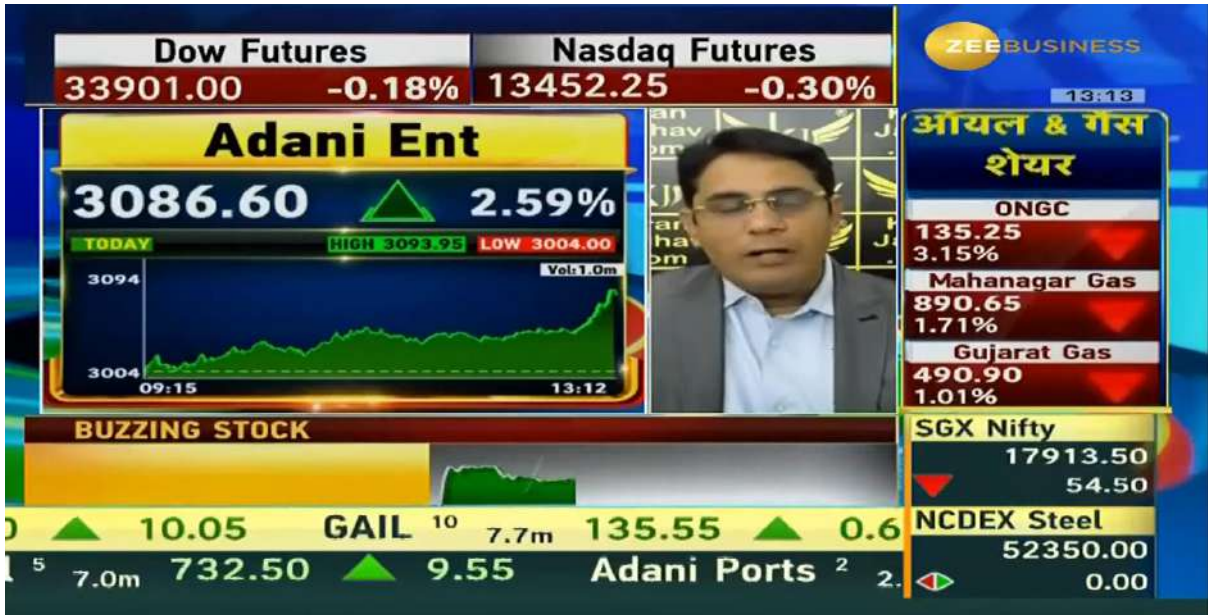 Dow Futures
33901.00 -0.18%
Nasdaq Futures
13452.25 -0.30%
ZEEBUSINESS
13:13
Adani Ent
3086.60 2.59%
TODAY HIGH 3093.95 LOW 3004.00
Vol:1.0m
3094
3004
09:15 13:12
ऑयल & गैस
शेयर
ONGC
135.25
3.15%
Mahanagar Gas
890.65
1.71%
Gujarat Gas
490.90
1.01%
BUZZING STOCK
SGX Nifty
17913.50
54.50
NCDEX Steel
52350.00
0.00
10.05 GAIL 10 7.7m 135.55 0.6
5 7.0m 732.50 9.55 Adani Ports 2 2.